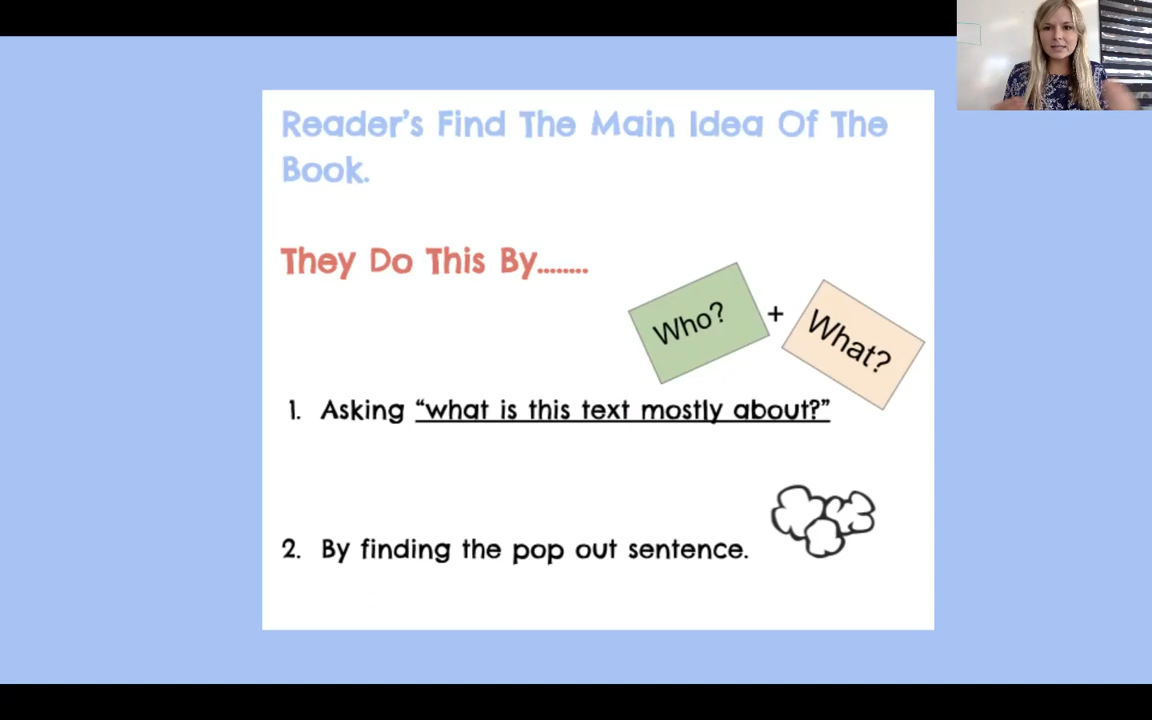 Reader's Find The Main Idea Of The
Book.
They Do This By........
Who?
+
What?
1. Asking “what is this text mostly about?”
2. By finding the pop out sentence.